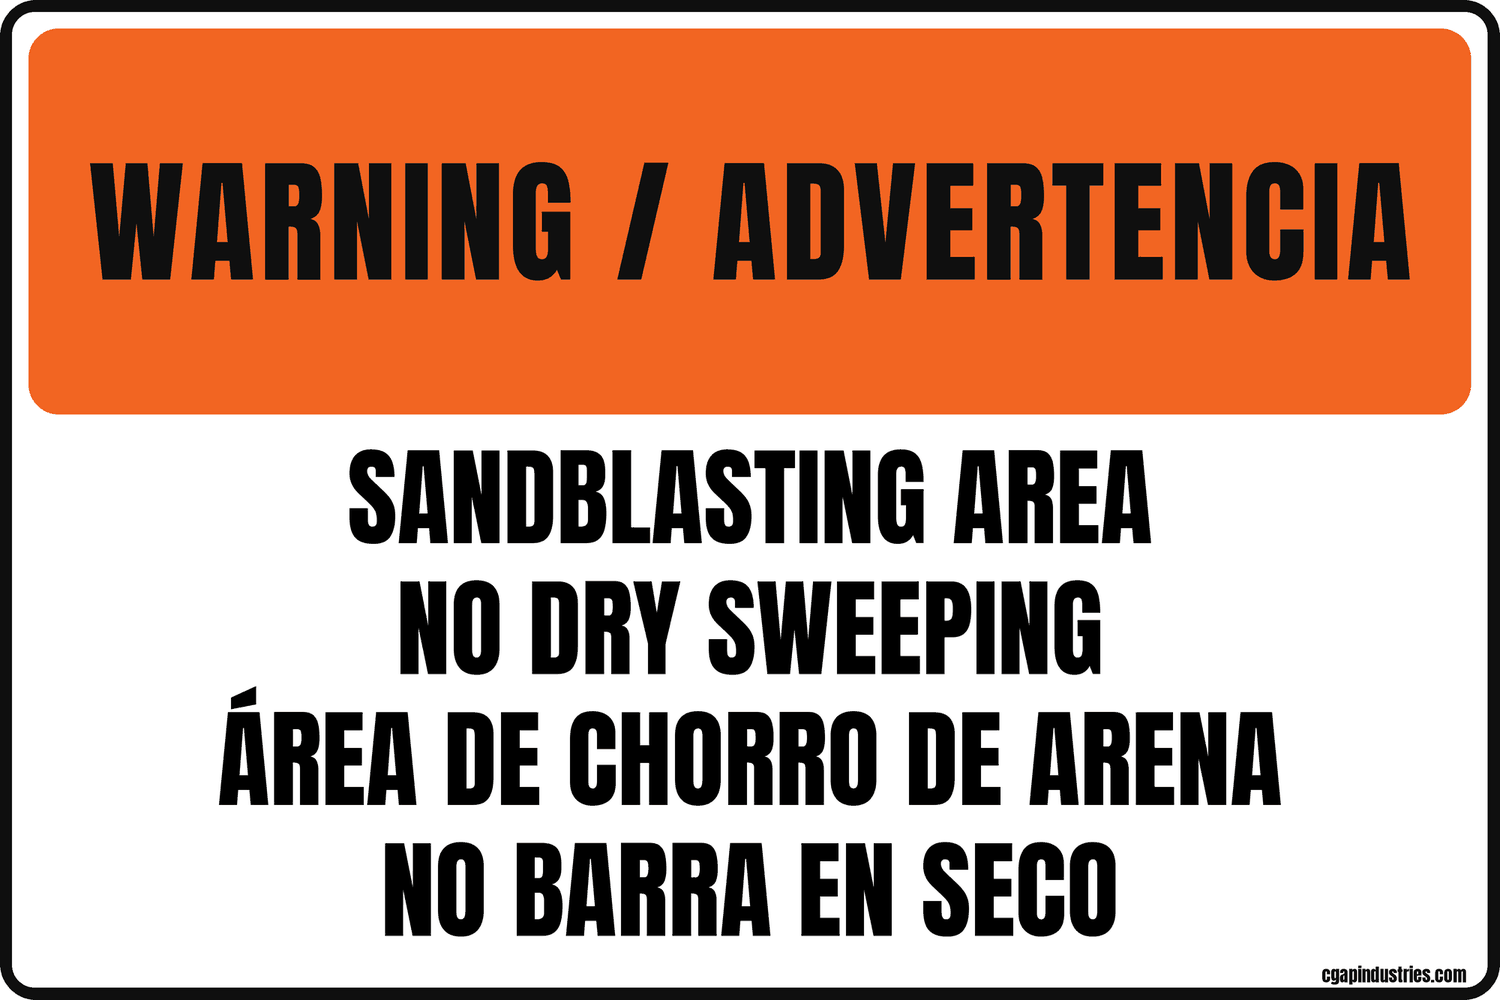 WARNING / ADVERTENCIA
SANDBLASTING AREA
NO DRY SWEEPING
ÁREA DE CHORRO DE ARENA
NO BARRA EN SECO
cgapindustries.com